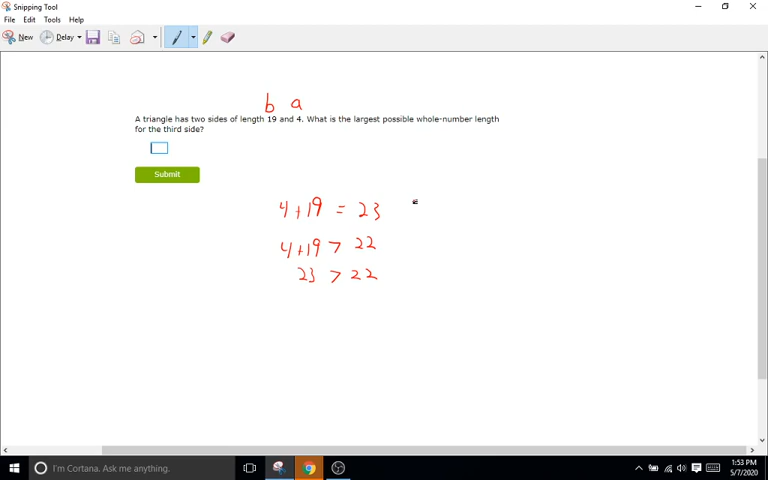 Snipping Tool
File Edit Tools Help
New Delay
b a
A triangle has two sides of length 19 and 4. What is the largest possible whole-number length
for the third side?
Submit
4+19 = 23
4+19 > 22
23 > 22
I'm Cortana. Ask me anything.
1:53 PM
5/7/2020